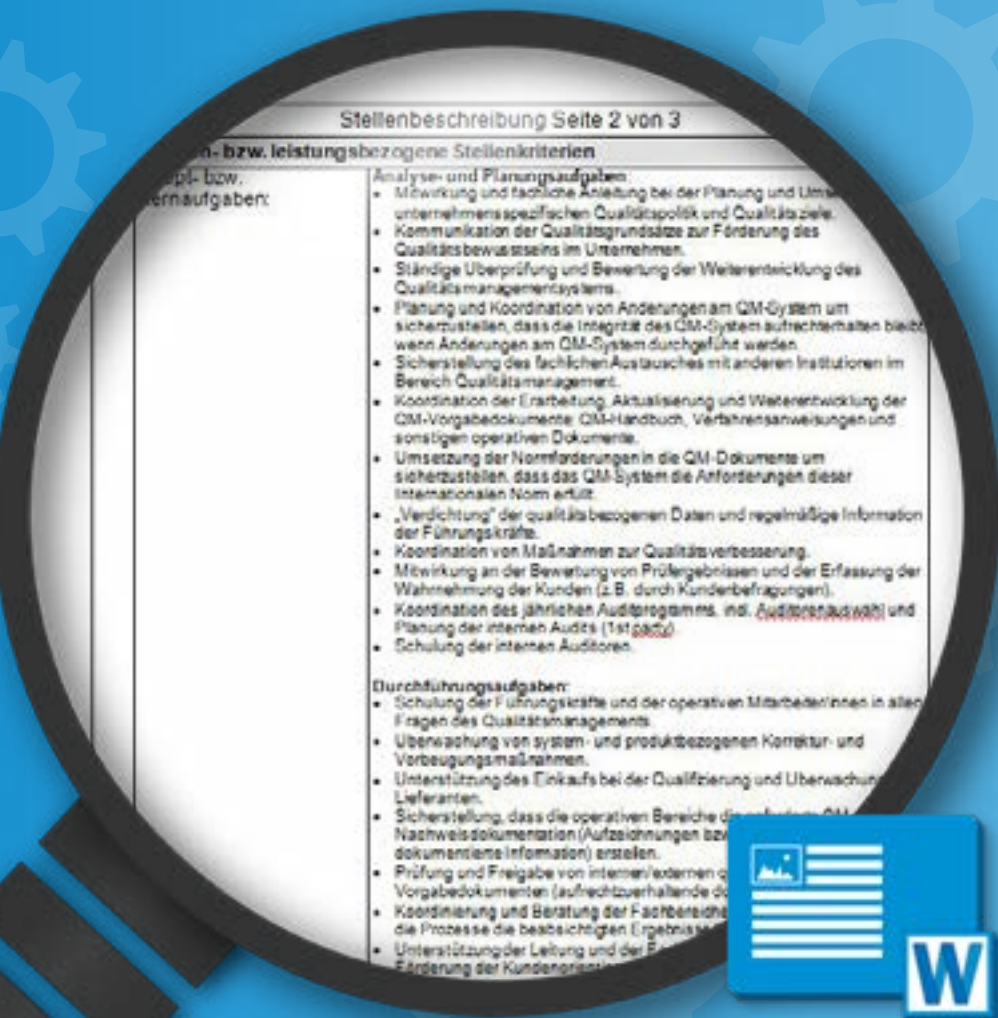 Stellenbeschreibung Seite 2 von 3
n- bzw. leistungsbezogene Stellenkriterien
pt- bzw.
ernaufgaben:
Analyse- und Planungsaufgaben
• Mitwirkung und fachliche Anleitung bei der Planung und Ums
unternehmensspezifischen Qualitätspolitik und Qualitätsziele.
• Kommunikation der Qualitätsgrundsätze zur Förderung des
Qualitätsbewusstseins im Unternehmen.
• Ständige Überprüfung und Bewertung der Weiterentwicklung des
Qualitätsmanagementsystems.
• Planung und Koordination von Änderungen am QM-System um
sicherzustellen, dass die Integrität des QM-System aufrechterhalten bleibt
wenn Änderungen am QM-System durchgeführt werden.
• Sicherstellung des fachlichen Austausches mit anderen Institutionen im
Bereich Qualitätsmanagement.
• Koordination der Erarbeitung, Aktualisierung und Weiterentwicklung der
QM-Vorgabedokumente: QM-Handbuch, Verfahrensanweisungen und
sonstigen operativen Dokumente.
• Umsetzung der Normforderungen in die QM-Dokumente um
sicherzustellen, dass das QM-System die Anforderungen dieser
Internationalen Norm erfüllt.
• „Verdichtung" der qualitätsbezogenen Daten und regelmäßige Information
der Führungskräfte.
• Koordination von Maßnahmen zur Qualitätsverbesserung.
• Mitwirkung an der Bewertung von Prüfergebnissen und der Erfassung der
Wahrnehmung der Kunden (z.B. durch Kundenbefragungen).
• Koordination des jährlichen Auditprogramms, incl. Auditorenauswahl und
Planung der internen Audits (1st party).
• Schulung der internen Auditoren.
Durchführungsaufgaben:
• Schulung der Führungskräfte und der operativen Mitarbeiter/innen in allen
Fragen des Qualitätsmanagements.
• Überwachung von system- und produktbezogenen Korrektur- und
Vorbeugungsmaßnahmen.
• Unterstützung des Einkaufs bei der Qualifizierung und Überwachung
Lieferanten.
• Sicherstellung, dass die operativen Bereiche die
Nachweisdokumentation (Aufzeichnungen bzw
dokumentierte Information) erstellen.
• Prüfung und Freigabe von internen/externen q
Vorgabedokumenten (aufrechtzuerhaltende do
• Koordinierung und Beratung der Fachbereiche
die Prozesse die beabsichtigten Ergebnisse
• Unterstützung der Leitung und der
Förderung der Kundenorient
W